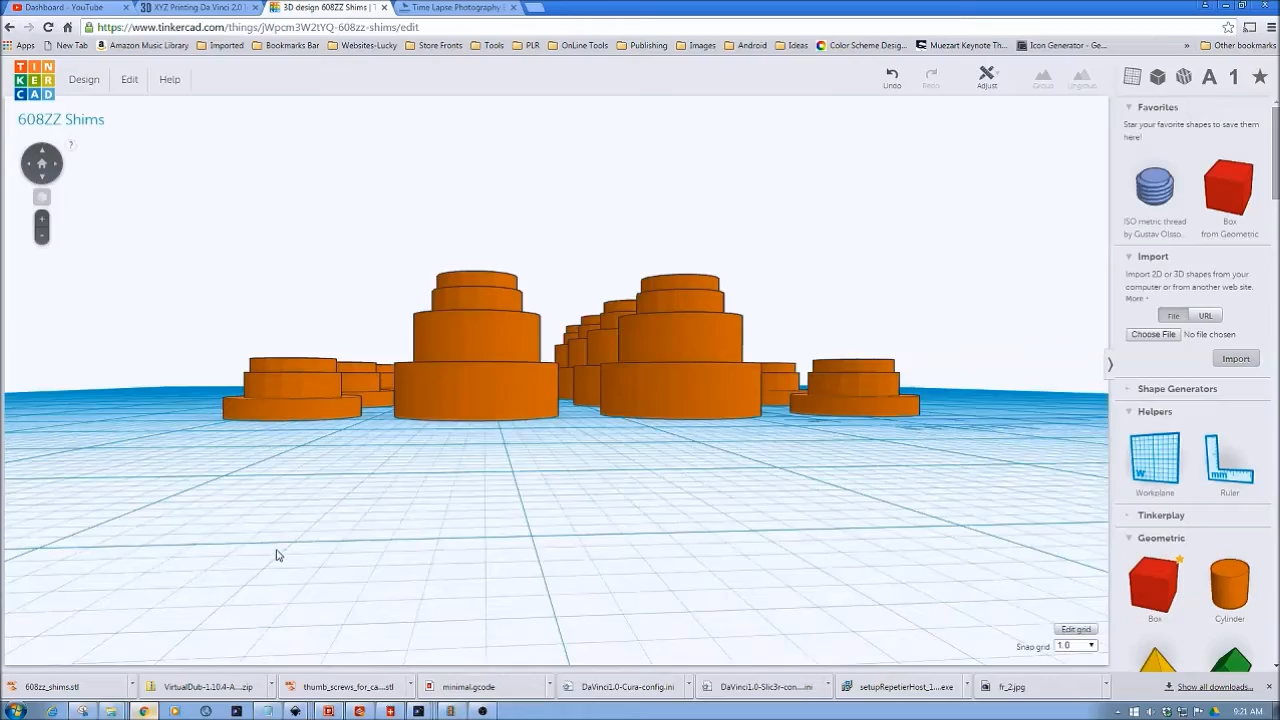 Dashboard - YouTube
XYZ Printing Da Vinci 2.0
3D design 608ZZ Shims | T
Time Lapse Photography
https://www.tinkercad.com/things/jWpcm3W2tYQ-608zz-shims/edit
Apps
New Tab
Amazon Music Library
Imported
Bookmarks Bar
Websites-Lucky
Store Fronts
Tools
PLR
OnLine Tools
Publishing
Images
Android
Ideas
Color Scheme Desig...
Muezart Keynote Th...
Icon Generator - Ge...
»
Other bookmarks
TIN
KER
CAD
Design
Edit
Help
Undo
Redo
Adjust
Group
Ungroup
A
1
608ZZ Shims
?
+
-
Favorites
Star your favorite shapes to save them
here!
ISO metric thread
by Gustav Olsso...
Box
from Geometric
Import
Import 2D or 3D shapes from your
computer or from another web site.
More
File
URL
Choose File
No file chosen
Import
Shape Generators
Helpers
W
mm
Workplane
Ruler
Tinkerplay
Geometric
Box
Cylinder
Edit grid
Snap grid
1.0
608zz_shims.stl
VirtualDub-1.10.4-A....zip
thumb_screws_for_ca....stl
minimal.gcode
DaVinci1.0-Cura-config.ini
DaVinci1.0-Slic3r-con....ini
setupRepetierHost_1....exe
fr_2.jpg
Show all downloads...
9:21 AM